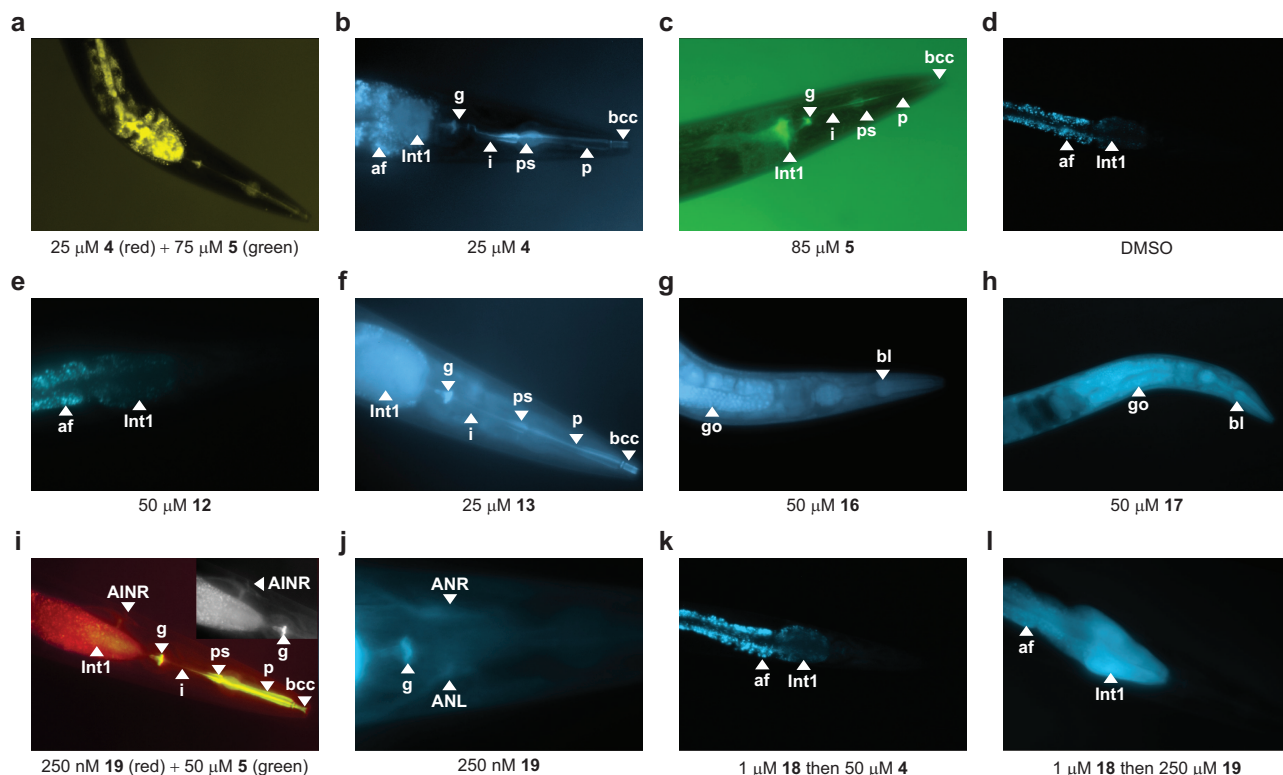 a
25 μM 4 (red) + 75 μM 5 (green)
b
g
bcc
af
Int1
i
ps
p
25 μM 4
c
bcc
g
i
ps
p
Int1
85 μM 5
d
af
Int1
DMSO
e
af
Int1
50 μM 12
f
g
Int1
i
ps
p
bcc
25 μM 13
g
bl
go
50 μM 16
h
go
bl
50 μM 17
i
AINR
AINR
g
g
Int1
i
ps
p
bcc
250 nM 19 (red) + 50 μM 5 (green)
j
ANR
g
ANL
250 nM 19
k
af
Int1
1 μM 18 then 50 μM 4
l
af
Int1
1 μM 18 then 250 μM 19